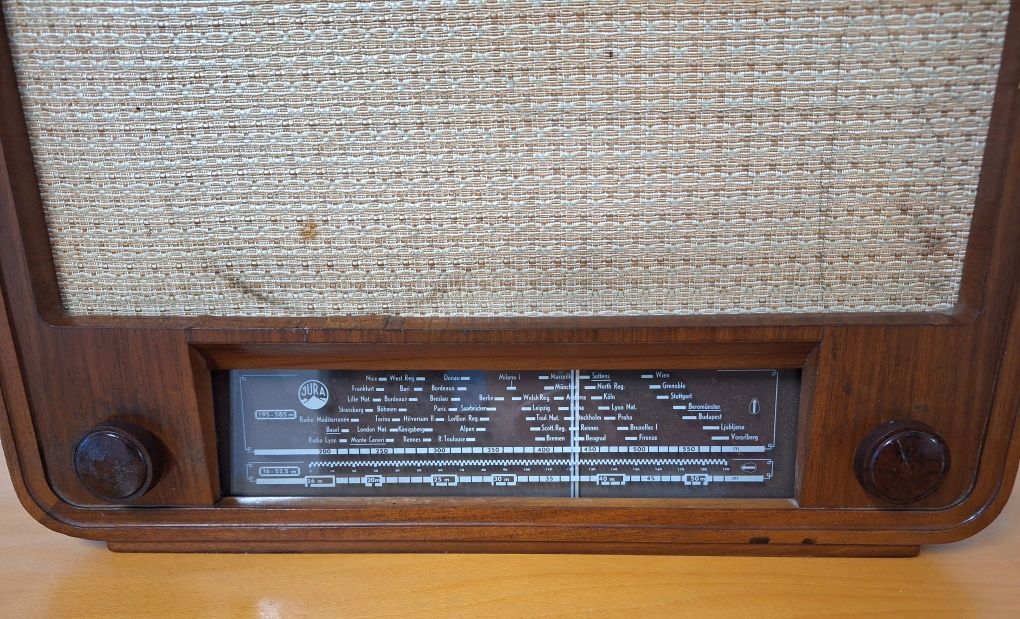 JURA
Nice West Reg. Donau Milano I Marseille Sottens Wien
Frankfurt Bari Bordeaux München North Reg. Grenoble
Lille Nat. Bordeaux Breslau Berlin Welsh Reg. Andorra Köln Stuttgart
195-585 m Strassburg Böhmen Paris Saarbrücken Leipzig Lyon Nat. Beromünster
Radio Méditerranée Torino Hilversum II London Reg. Toul. Nat. Stockholm Praha Budapest
Basel London Nat. Königsberg Alpen Scott. Reg. Rennes Bruxelles I Ljubljana
Radio Lyon Monte Ceneri Rennes R. Toulouse Bremen Beograd Firenze Vorarlberg
200 250 300 350 400 450 500 550 m
16-52,5 m
16 m 20m 25 m 30 m 35 40 m 45 50 m m